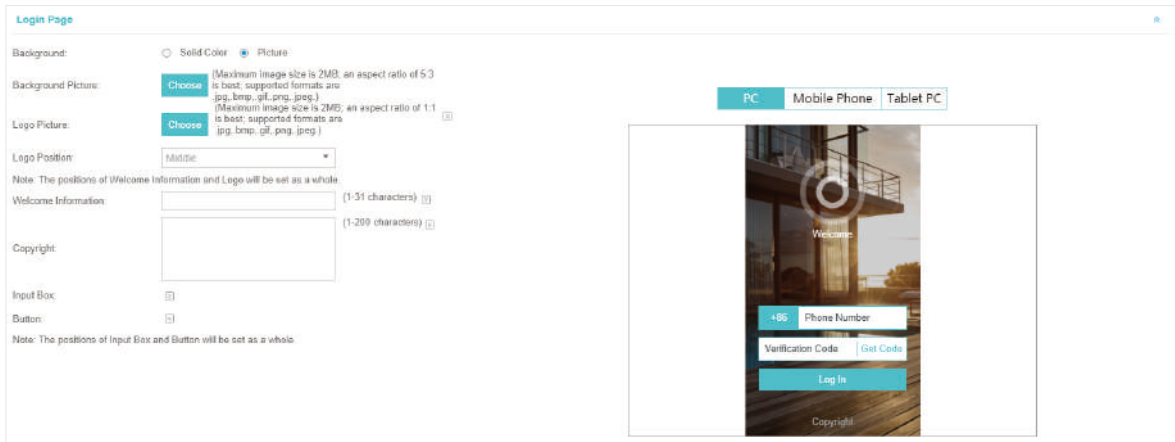 Login Page
Background:
Solid Color
Picture
Background Picture:
Choose
(Maximum image size is 2MB; an aspect ratio of 5:3
is best; supported formats are
.jpg,.bmp,.gif,.png,.jpeg.)
Logo Picture:
Choose
(Maximum image size is 2MB; an aspect ratio of 1:1
is best; supported formats are
.jpg,.bmp,.gif,.png,.jpeg.)
Logo Position:
Middle
Note: The positions of Welcome Information and Logo will be set as a whole.
Welcome Information:
(1-31 characters)
Copyright:
(1-200 characters)
Input Box:
Button:
Note: The positions of Input Box and Button will be set as a whole.
PC
Mobile Phone
Tablet PC
Welcome
+86
Phone Number
Verification Code
Get Code
Log In
Copyright